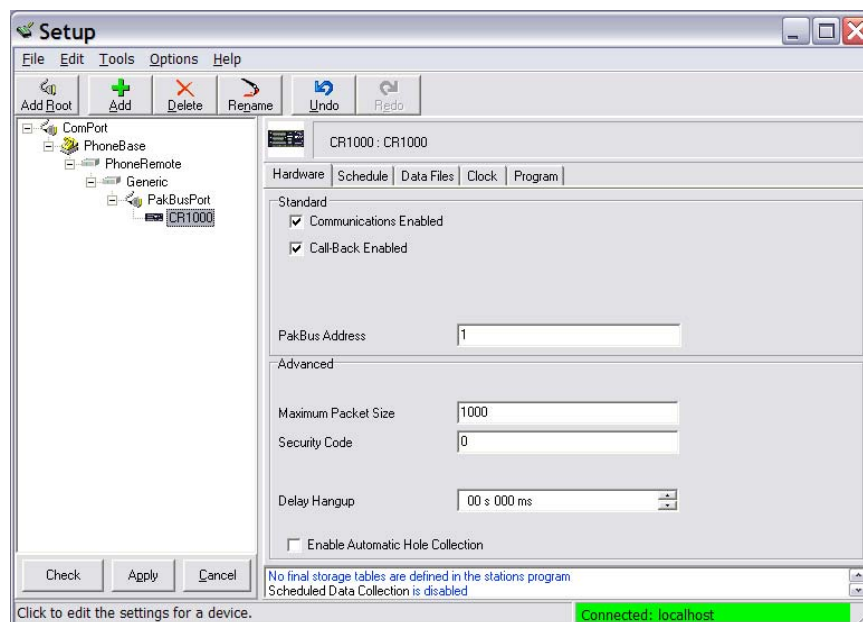 Setup
File Edit Tools Options Help
Add Root Add Delete Rename Undo Redo
ComPort
PhoneBase
PhoneRemote
Generic
PakBusPort
CR1000
CR1000 : CR1000
Hardware Schedule Data Files Clock Program
Standard
Communications Enabled
Call-Back Enabled
PakBus Address 1
Advanced
Maximum Packet Size 1000
Security Code 0
Delay Hangup 00 s 000 ms
Enable Automatic Hole Collection
Check Apply Cancel
No final storage tables are defined in the stations program
Scheduled Data Collection is disabled
Click to edit the settings for a device.
Connected: localhost